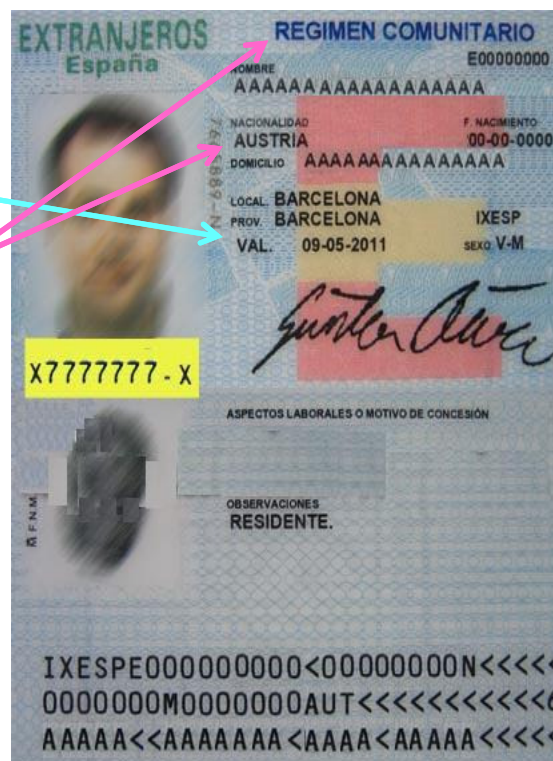 EXTRANJEROS
España
REGIMEN COMUNITARIO
E00000000
NOMBRE
AAAAAA AAAAAAAAAAAAAA
NACIONALIDAD F. NACIMIENTO
AUSTRIA 00-00-0000
DOMICILIO AAAAAAAAAAAAAAA
LOCAL. BARCELONA
PROV. BARCELONA IXESP
VAL. 09-05-2011 SEXO V-M
X7777777-X
ASPECTOS LABORALES O MOTIVO DE CONCESIÓN
OBSERVACIONES
RESIDENTE.
F.N.M.
IXESPE000000000<00000000N<<<<<
0000000M0000000AUT<<<<<<<<<<<
AAAAA<<AAAAAAA<AAAA<AAAAA<<<<<